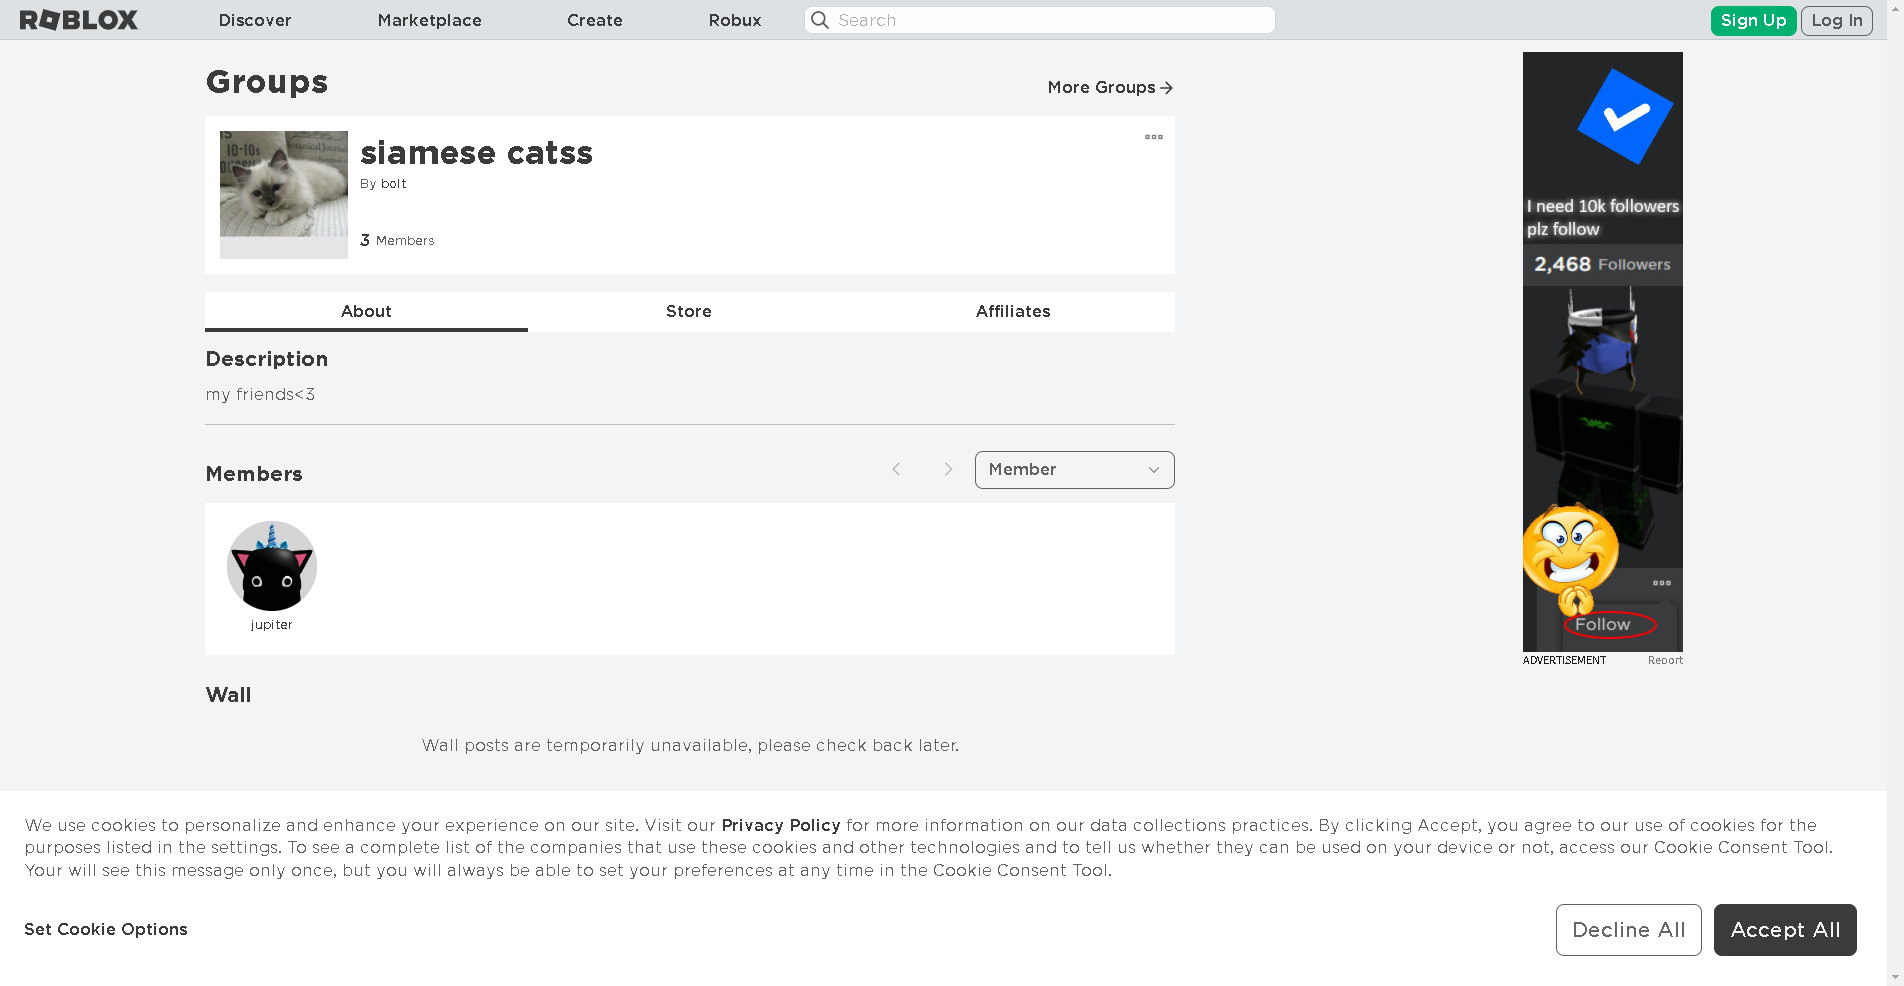 ROBLOX
Discover
Marketplace
Create
Robux
Search
Sign Up
Log In
Groups
More Groups
siamese catss
By bolt
3 Members
About
Store
Affiliates
Description
my friends<3
Members
Member
jupiter
Wall
Wall posts are temporarily unavailable, please check back later.
10-10s
Botanical Journal
I need 10k followers
plz follow
2,468 Followers
Follow
ADVERTISEMENT
Report
We use cookies to personalize and enhance your experience on our site. Visit our Privacy Policy for more information on our data collections practices. By clicking Accept, you agree to our use of cookies for the
purposes listed in the settings. To see a complete list of the companies that use these cookies and other technologies and to tell us whether they can be used on your device or not, access our Cookie Consent Tool.
Your will see this message only once, but you will always be able to set your preferences at any time in the Cookie Consent Tool.
Set Cookie Options
Decline All
Accept All